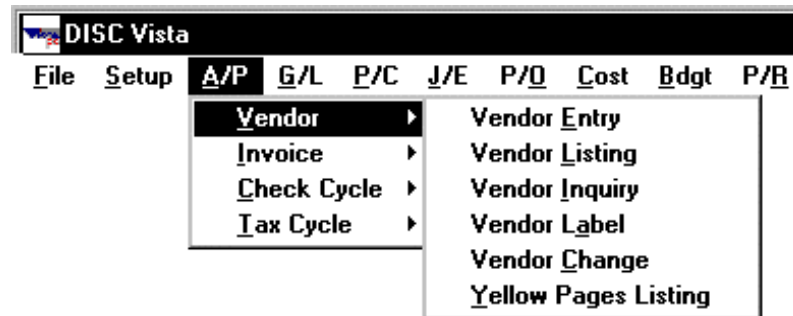 DISC Vista
File Setup A/P G/L P/C J/E P/O Cost Bdgt P/R
Vendor
Invoice
Check Cycle
Tax Cycle
Vendor Entry
Vendor Listing
Vendor Inquiry
Vendor Label
Vendor Change
Yellow Pages Listing